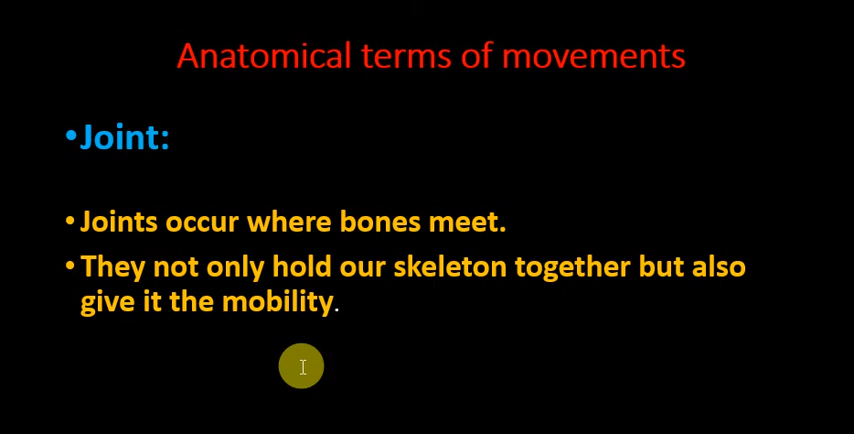 Anatomical terms of movements
•Joint:
•Joints occur where bones meet.
•They not only hold our skeleton together but also
give it the mobility.